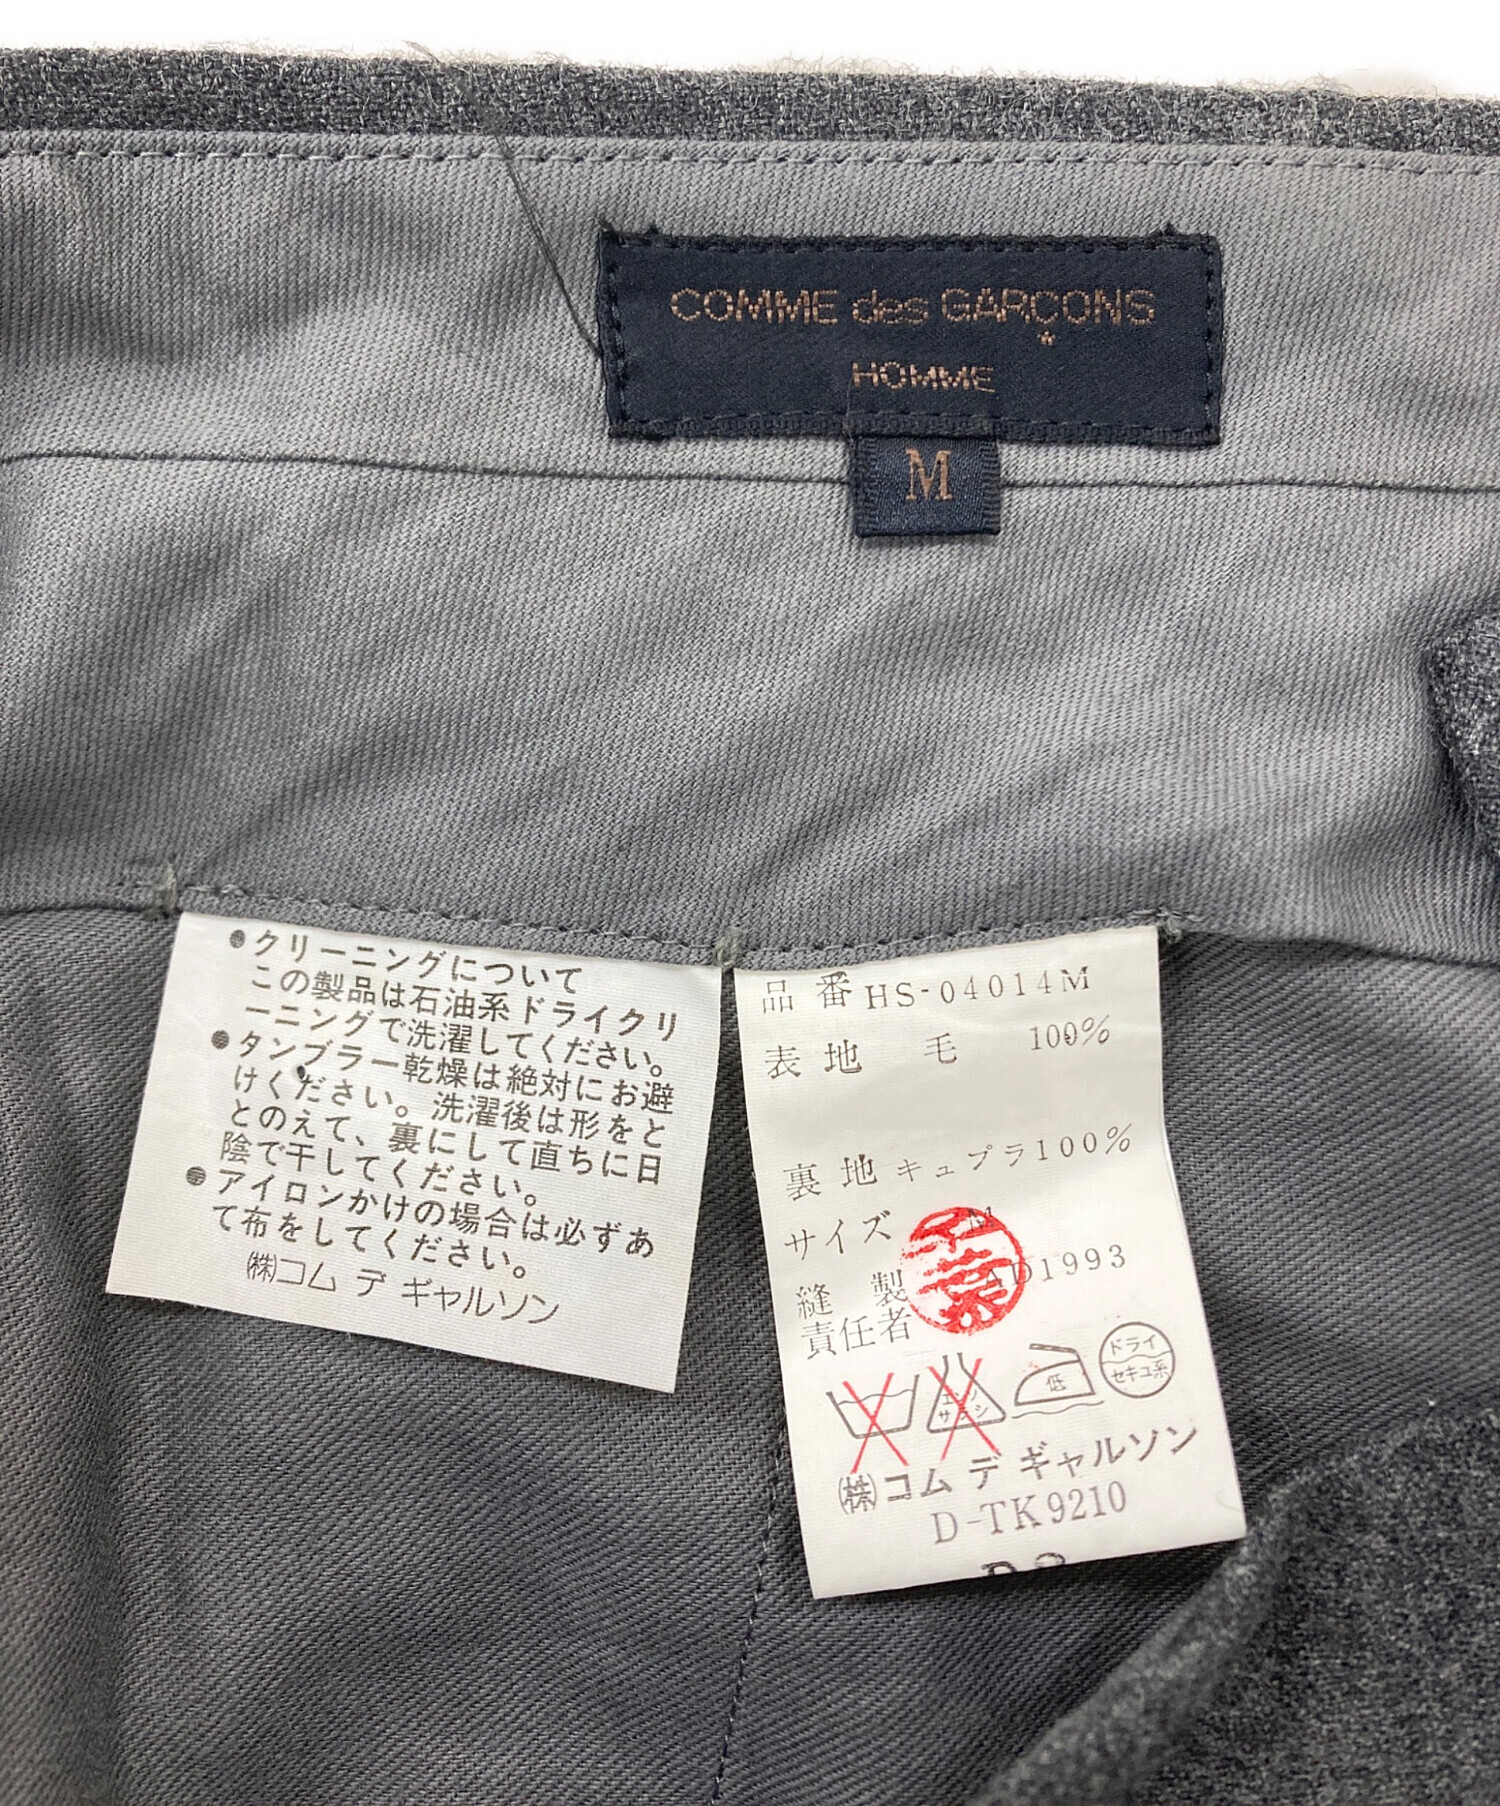 COMME des GARÇONS
HOMME
M
●クリーニングについて
この製品は石油系ドライクリ
ーニングで洗濯してください。
●タンブラー乾燥は絶対にお避
けください。洗濯後は形をと
とのえて、裏にして直ちに日
陰で干してください。
●アイロンかけの場合は必ずあ
て布をしてください。
㈱コム デ ギャルソン
品番 HS-04014M
表地 毛 100%
裏地 キュプラ100%
サイズ M
縫製 AD1993
責任者
エンソ
サラシ
低
ドライ
セキユ系
㈱コム デ ギャルソン
D-TK9210